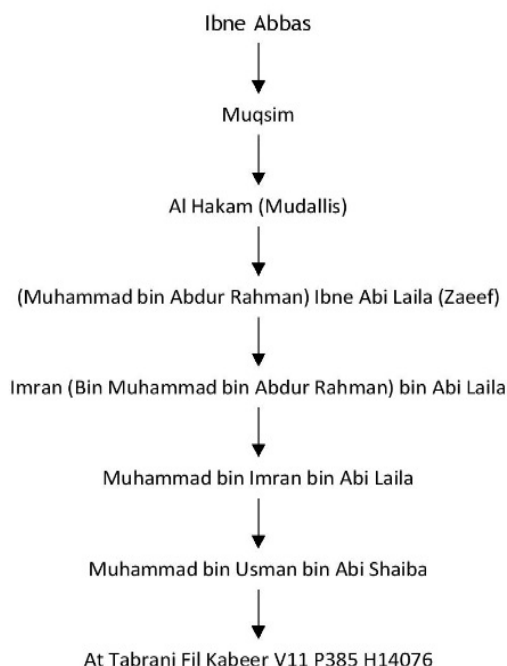 Ibne Abbas
Muqsim
Al Hakam (Mudallis)
(Muhammad bin Abdur Rahman) Ibne Abi Laila (Zaeef)
Imran (Bin Muhammad bin Abdur Rahman) bin Abi Laila
Muhammad bin Imran bin Abi Laila
Muhammad bin Usman bin Abi Shaiba
At Tabrani Fil Kabeer V11 P385 H14076